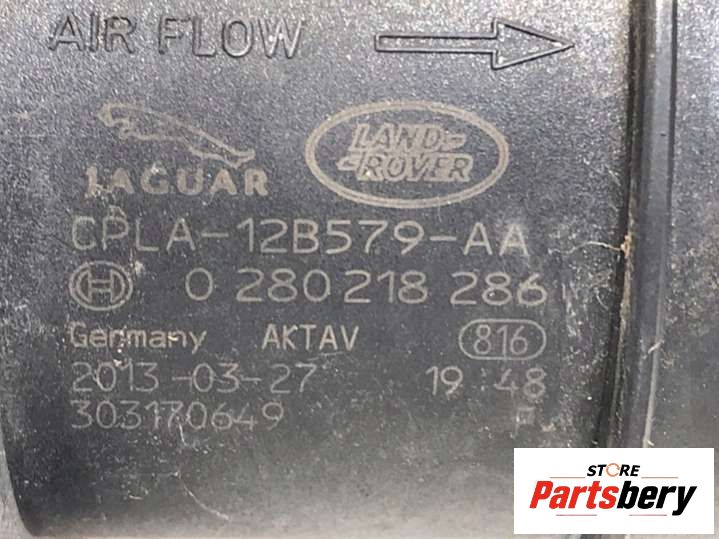 AIR FLOW
JAGUAR
LAND-
-ROVER
CPLA-12B579-AA
0 280 218 286
Germany AKTAV 816
2013-03-27 19:48
303170649 F
STORE
Partsbery